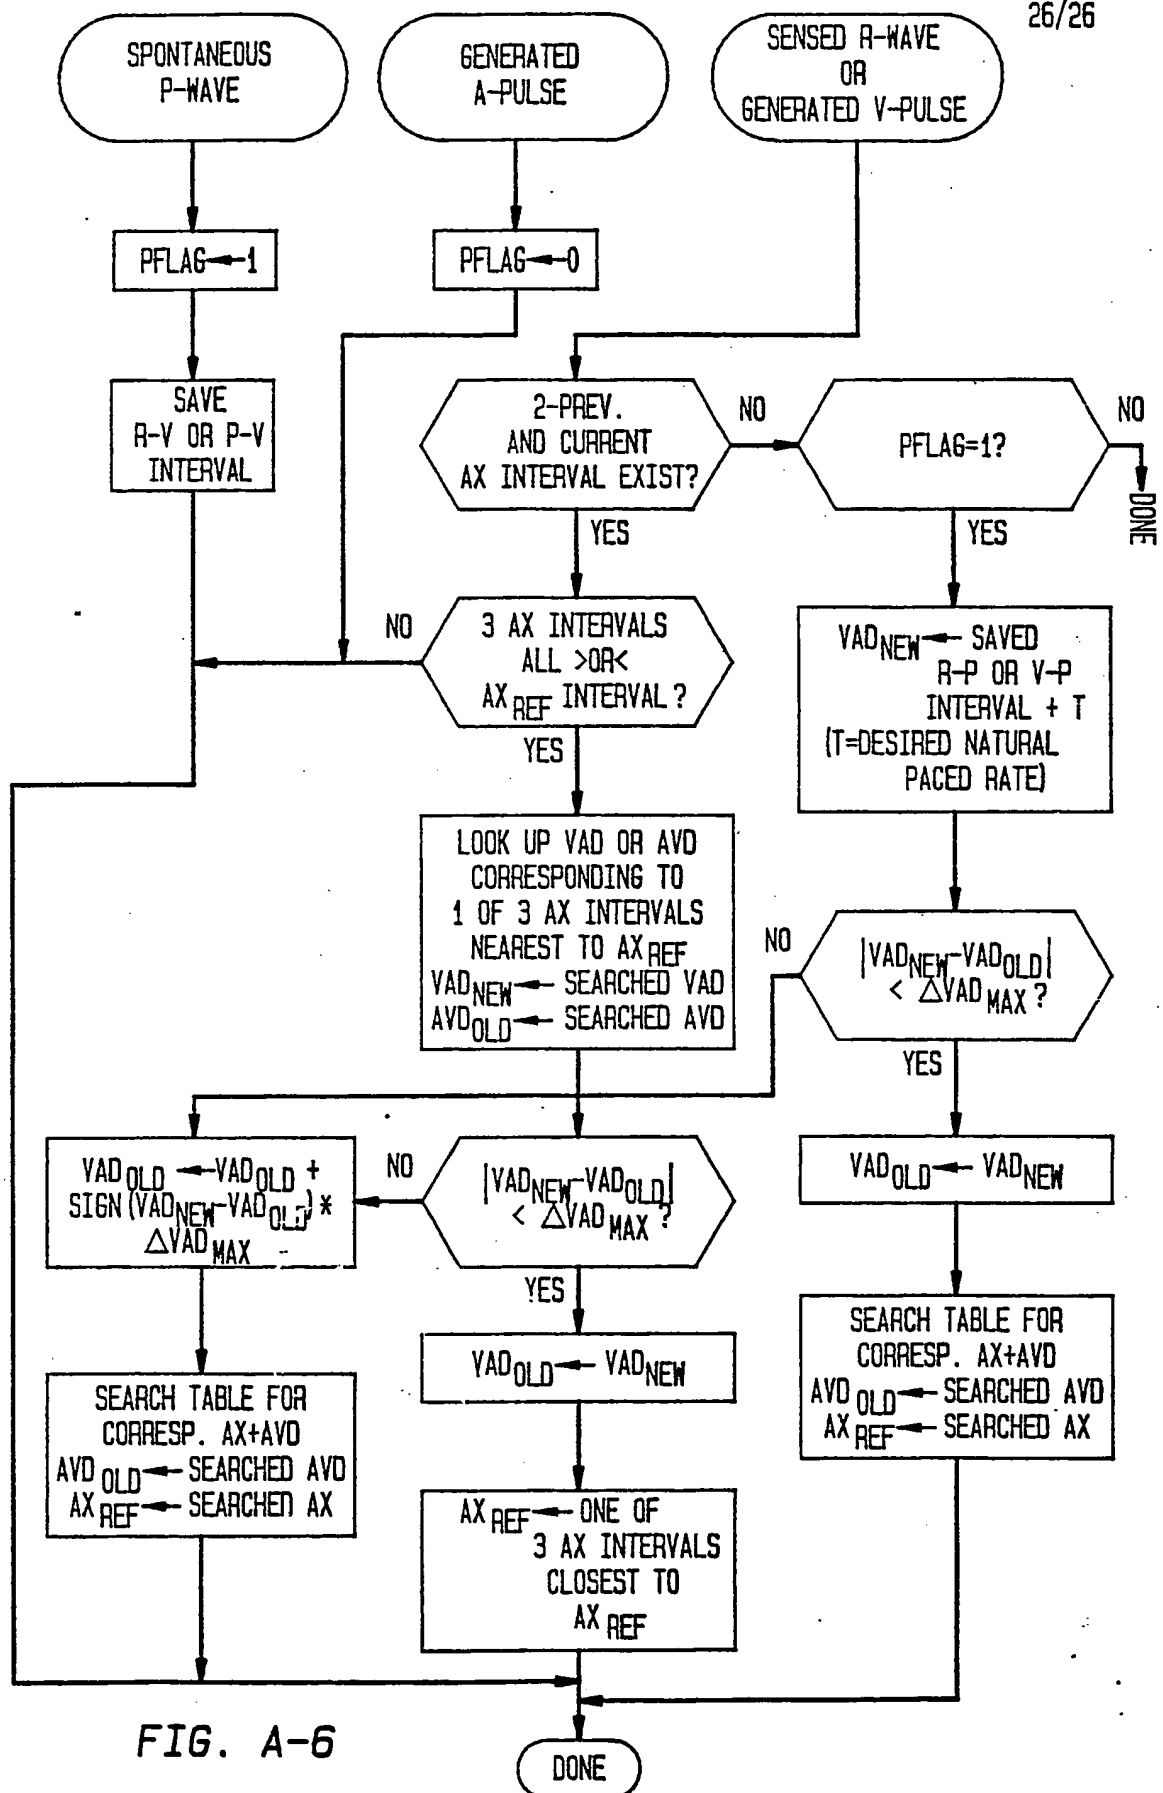 26/26
SPONTANEOUS
P-WAVE
GENERATED
A-PULSE
SENSED R-WAVE
OR
GENERATED V-PULSE
PFLAG←1
PFLAG←0
SAVE
R-V OR P-V
INTERVAL
2-PREV.
AND CURRENT
AX INTERVAL EXIST?
NO
PFLAG=1?
NO
DONE
YES
YES
NO
3 AX INTERVALS
ALL >OR<
AX REF INTERVAL?
YES
VAD NEW ← SAVED
R-P OR V-P
INTERVAL + T
(T=DESIRED NATURAL
PACED RATE)
LOOK UP VAD OR AVD
CORRESPONDING TO
1 OF 3 AX INTERVALS
NEAREST TO AX REF
VAD NEW ← SEARCHED VAD
AVD OLD ← SEARCHED AVD
NO
|VAD NEW-VAD OLD|
< △VAD MAX?
YES
VAD OLD ←VAD OLD +
SIGN(VAD NEW-VAD OLD)*
△VAD MAX
NO
|VAD NEW-VAD OLD|
< △VAD MAX?
YES
VAD OLD ← VAD NEW
VAD OLD ← VAD NEW
SEARCH TABLE FOR
CORRESP. AX+AVD
AVD OLD ← SEARCHED AVD
AX REF ← SEARCHED AX
SEARCH TABLE FOR
CORRESP. AX+AVD
AVD OLD ← SEARCHED AVD
AX REF ← SEARCHED AX
AX REF ← ONE OF
3 AX INTERVALS
CLOSEST TO
AX REF
DONE
FIG. A-6